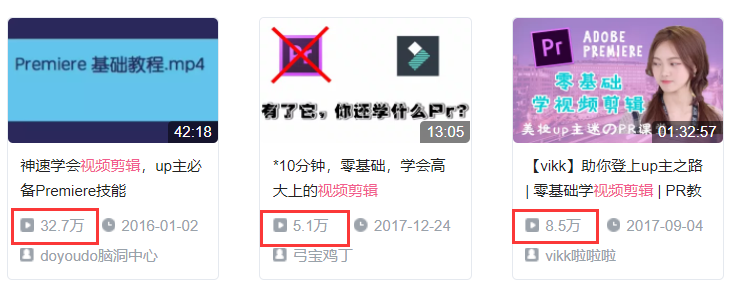 Premiere 基础教程.mp4
42:18
神速学会视频剪辑，up主必
备Premiere技能
32.7万 2016-01-02
doyoudo脑洞中心
Pr
有了它，你还学什么Pr?
13:05
*10分钟，零基础，学会高
大上的视频剪辑
5.1万 2017-12-24
弓宝鸡丁
Pr ADOBE
PREMIERE
零基础
学视频剪辑
美妆up主迷の PR课
01:32:57
【vikk】助你登上up主之路
| 零基础学视频剪辑 | PR教
8.5万 2017-09-04
vikk啦啦啦